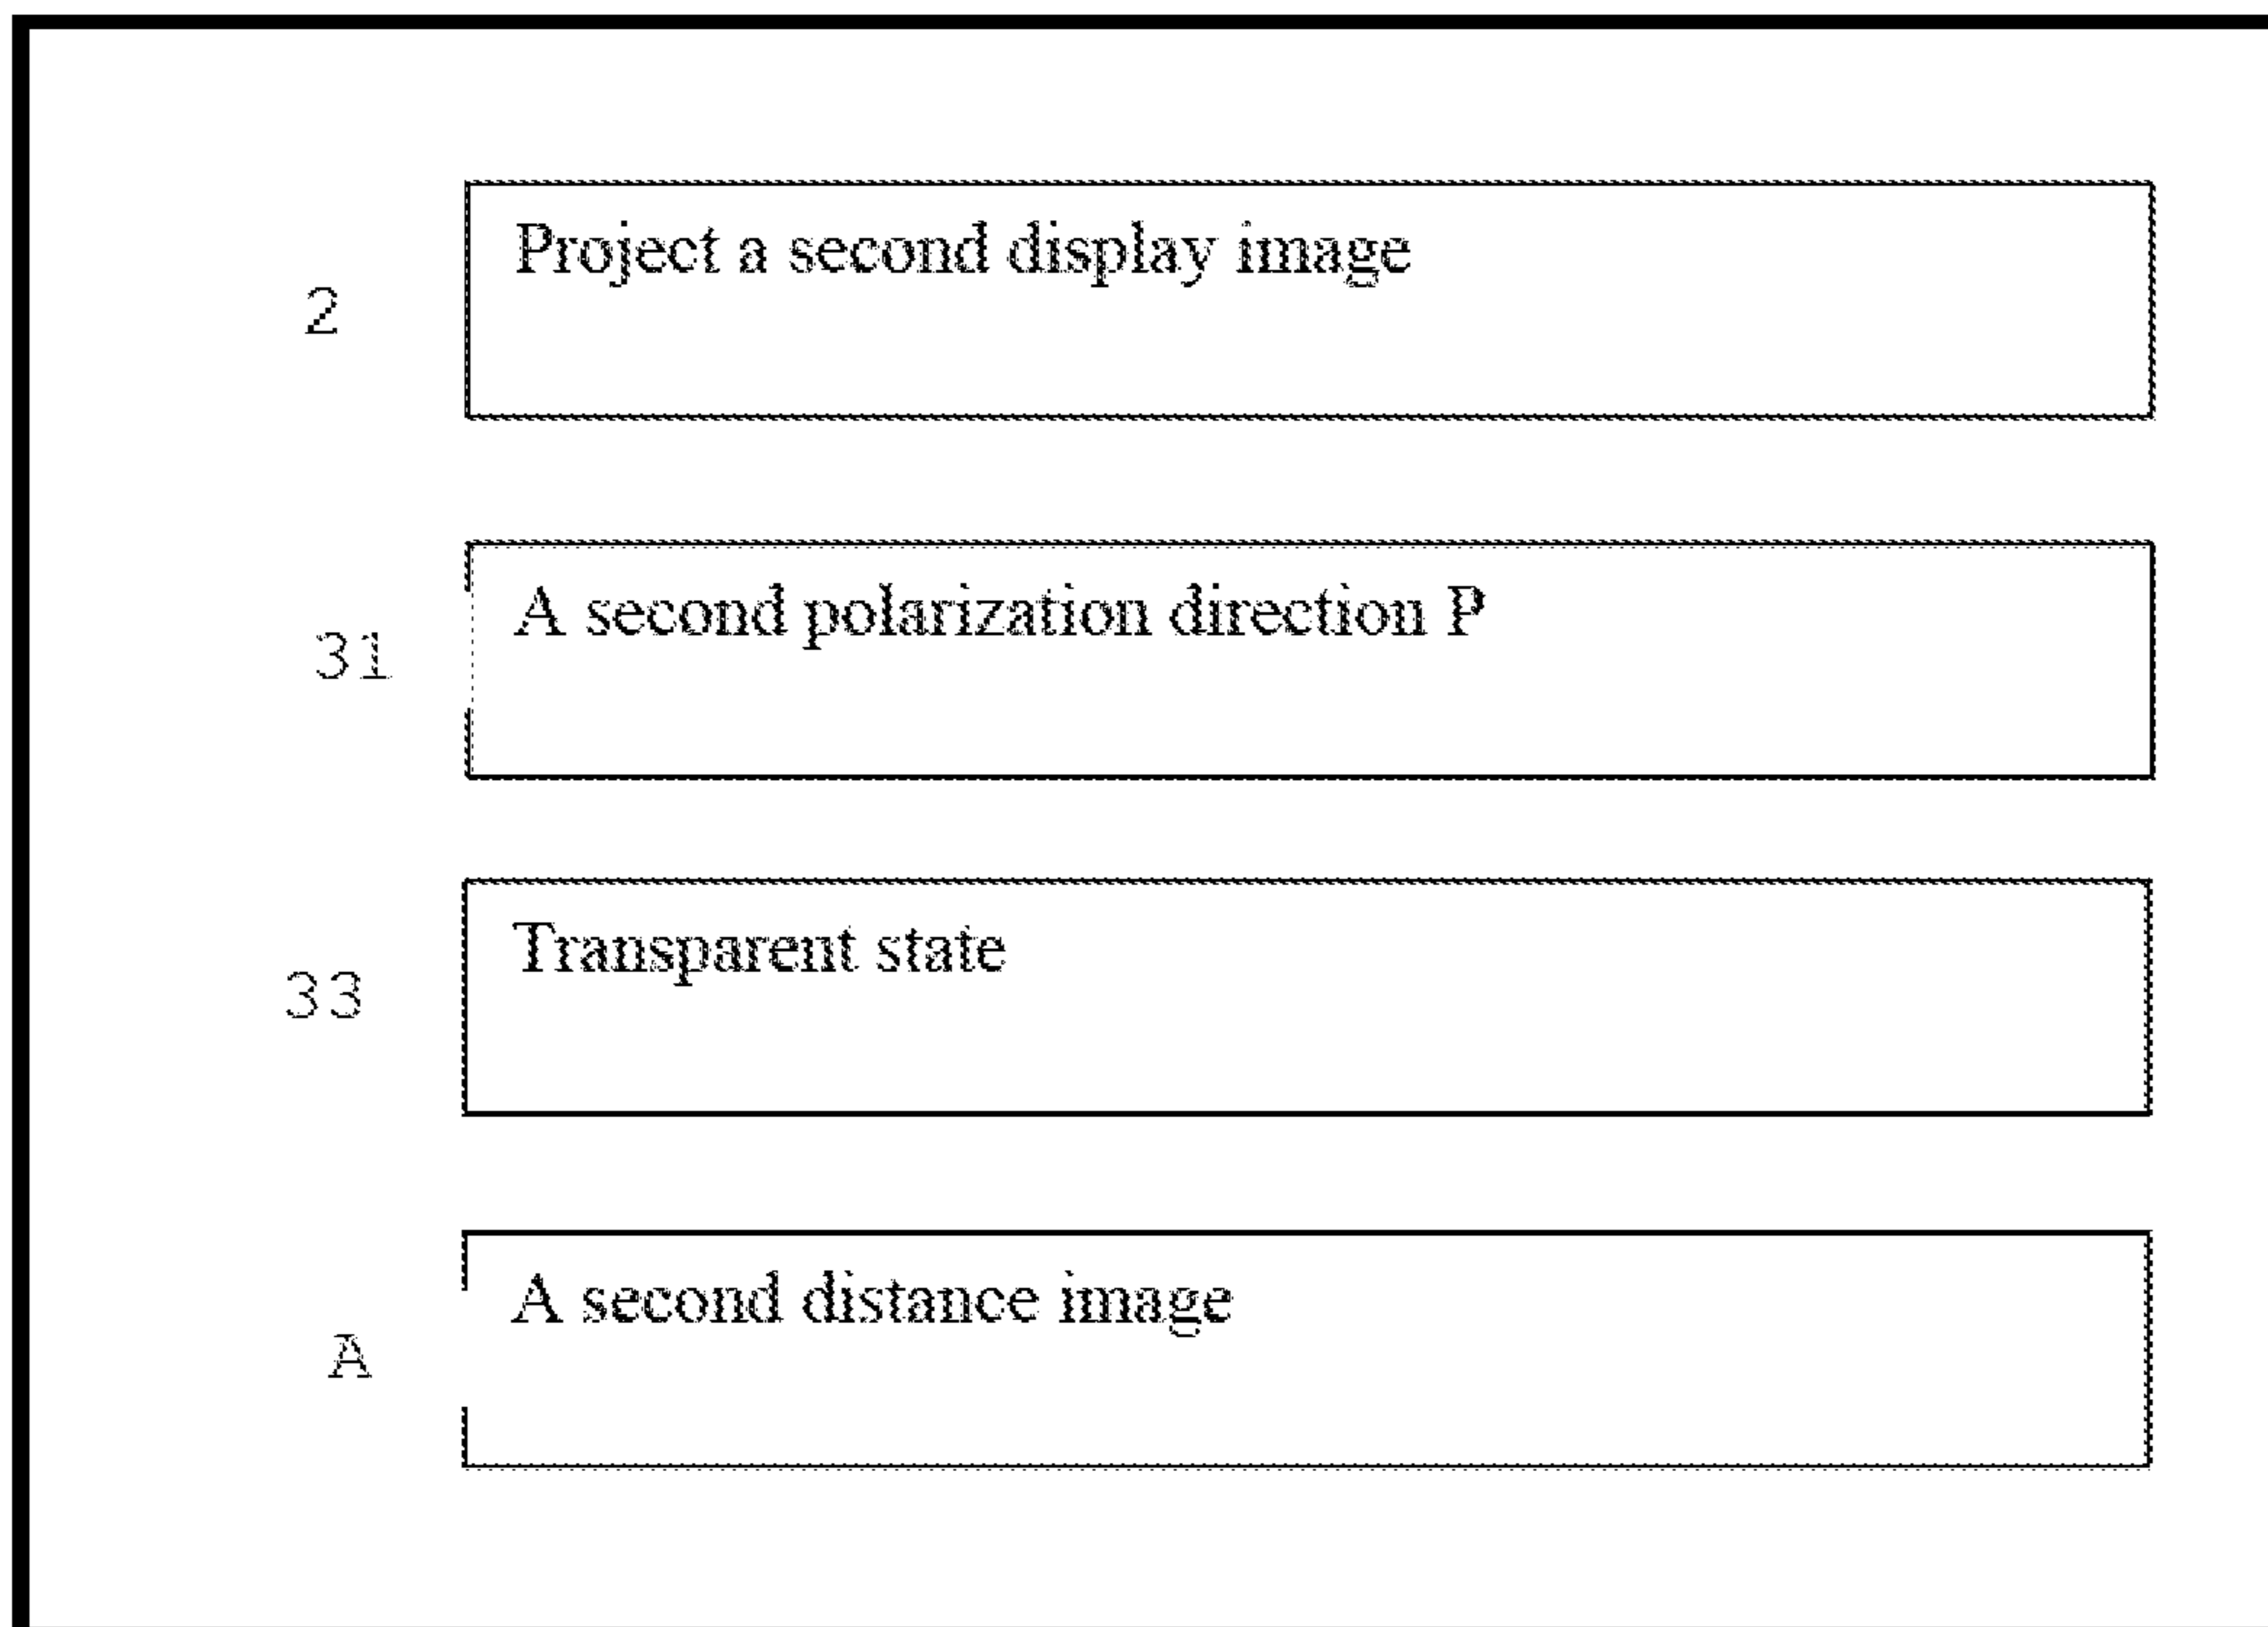 Project a second display image
2
A second polarization direction P
31
Transparent state
33
A second distance image
A